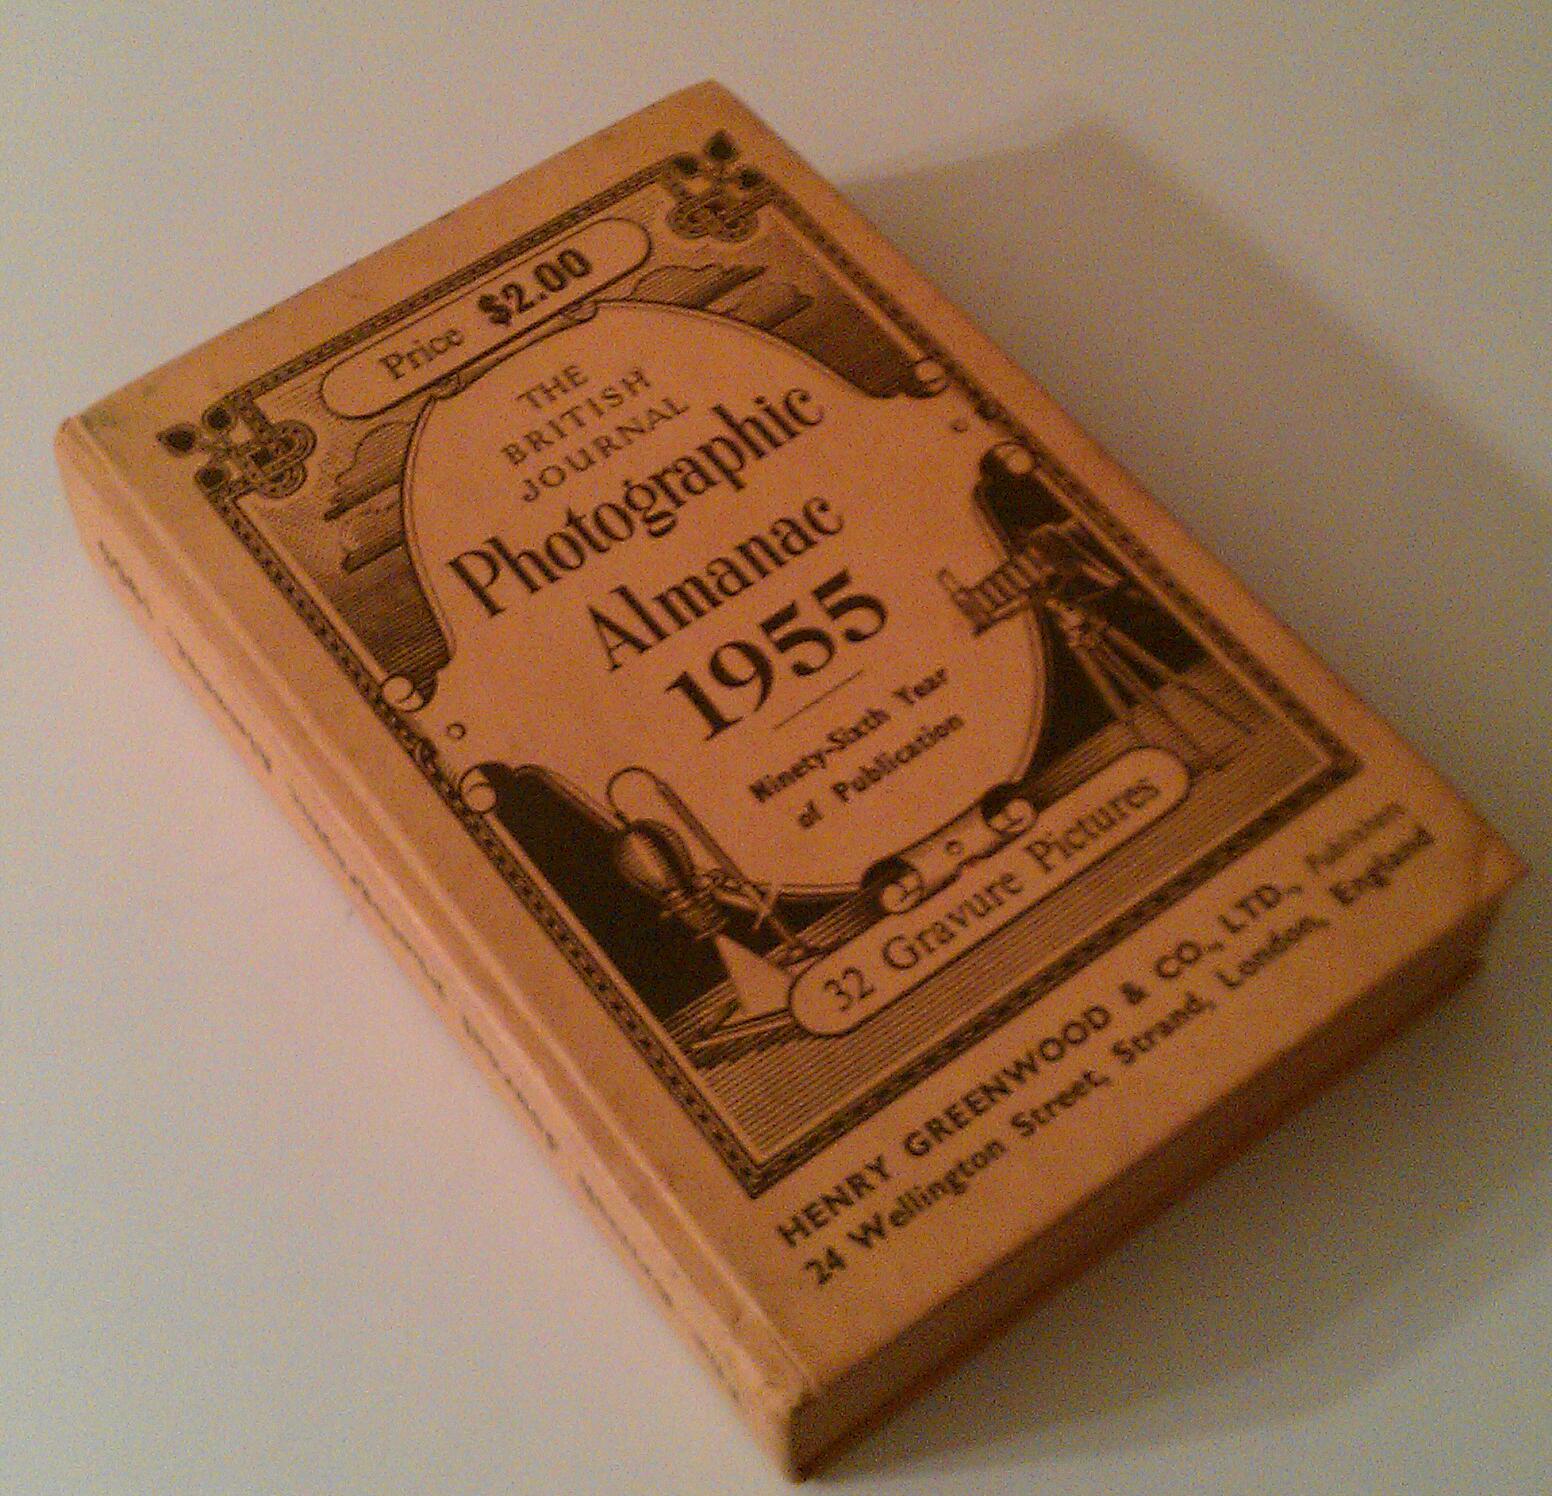 Price $2.00
THE
BRITISH
JOURNAL
Photographic
Almanac
1955
Ninety-Sixth Year
of Publication
32 Gravure Pictures
HENRY GREENWOOD & CO., LTD., Publishers
24 Wellington Street, Strand, London, England